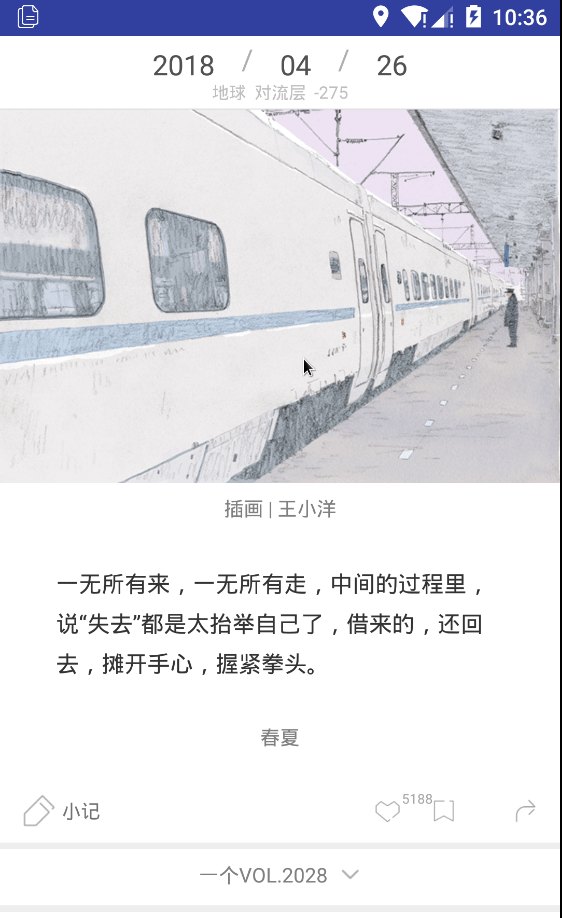 10:36
2018 / 04 / 26
地球 对流层 -275
插画 | 王小洋
一无所有来，一无所有走，中间的过程里，
说“失去”都是太抬举自己了，借来的，还回
去，摊开手心，握紧拳头。
春夏
小记 5188
一个VOL.2028